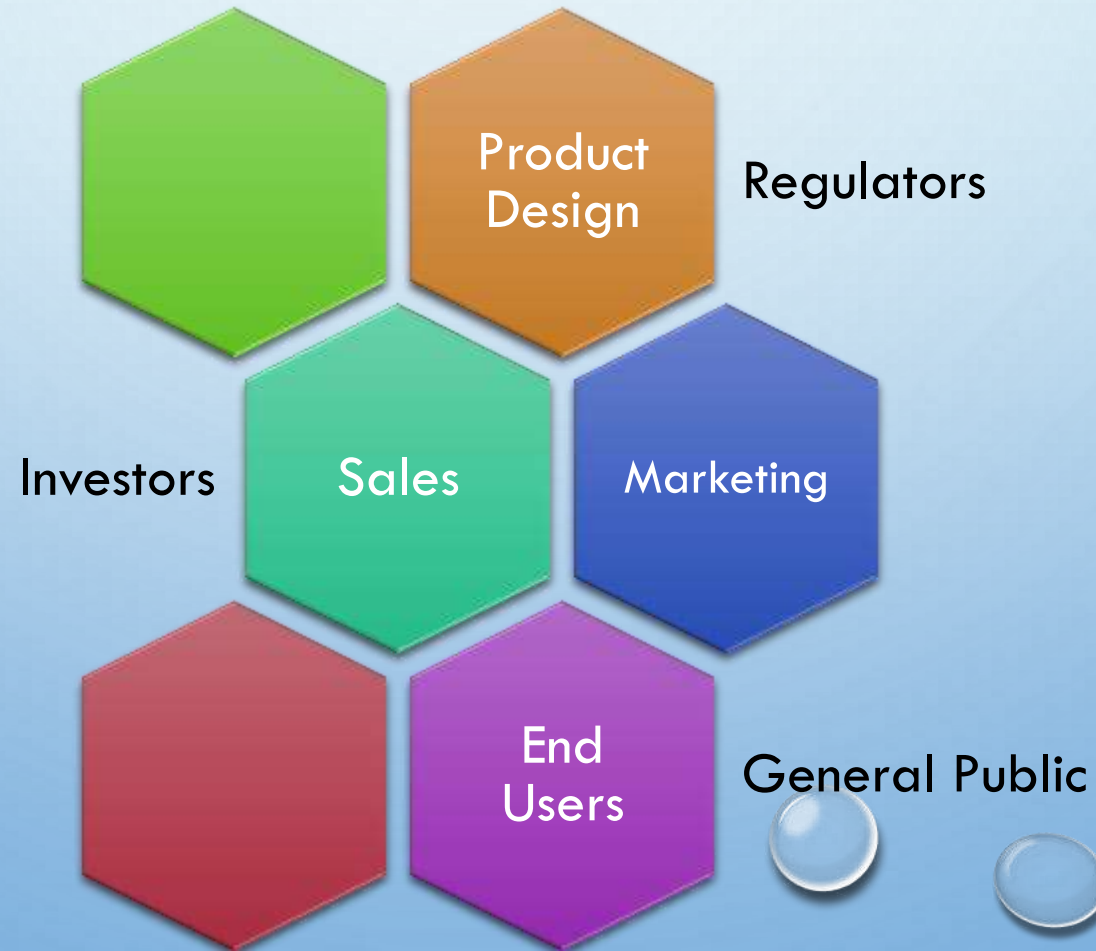 Product
Design
Regulators
Investors
Sales
Marketing
End
Users
General Public